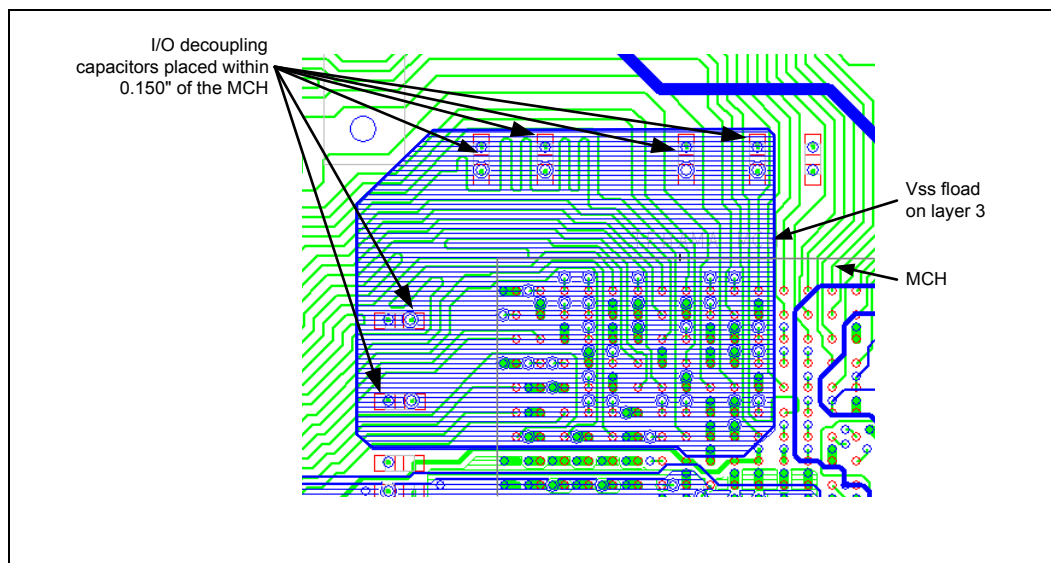 I/O decoupling
capacitors placed within
0.150" of the MCH
Vss fload
on layer 3
MCH